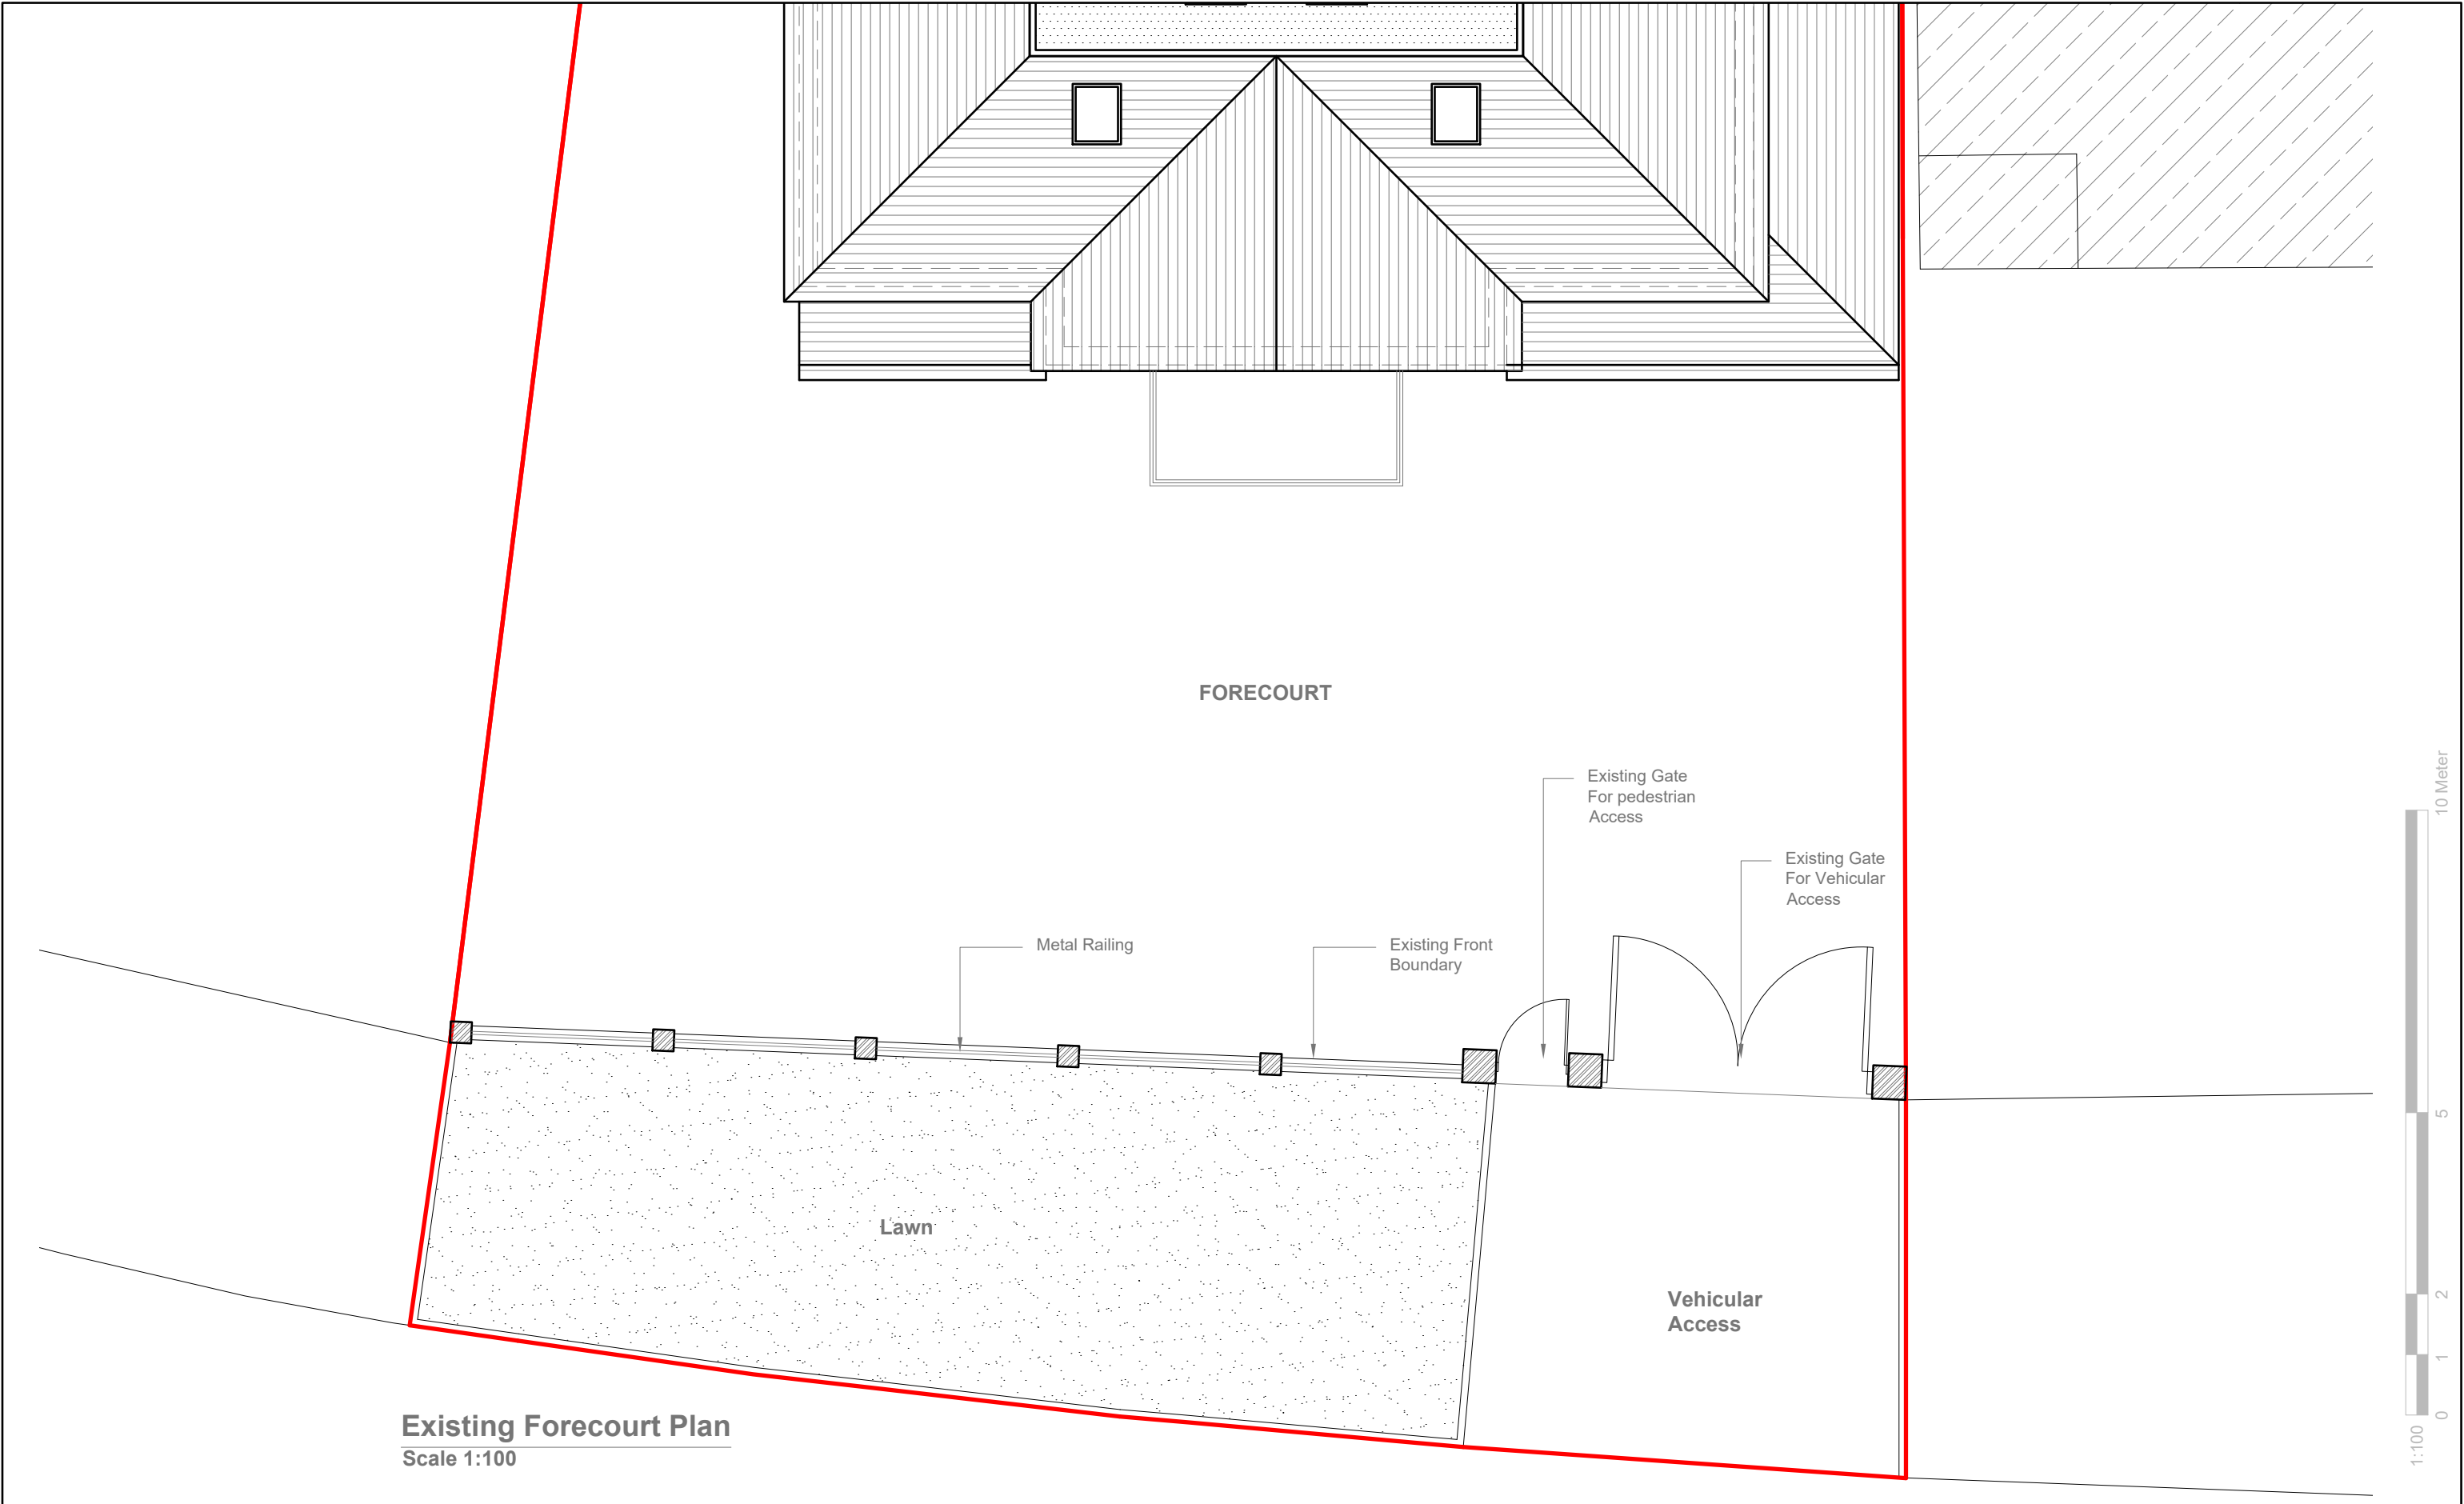 FORECOURT
Existing Gate
For pedestrian
Access
Existing Gate
For Vehicular
Access
Metal Railing
Existing Front
Boundary
Lawn
Vehicular
Access
Existing Forecourt Plan
Scale 1:100
10 Meter
5
2
1
0
1:100